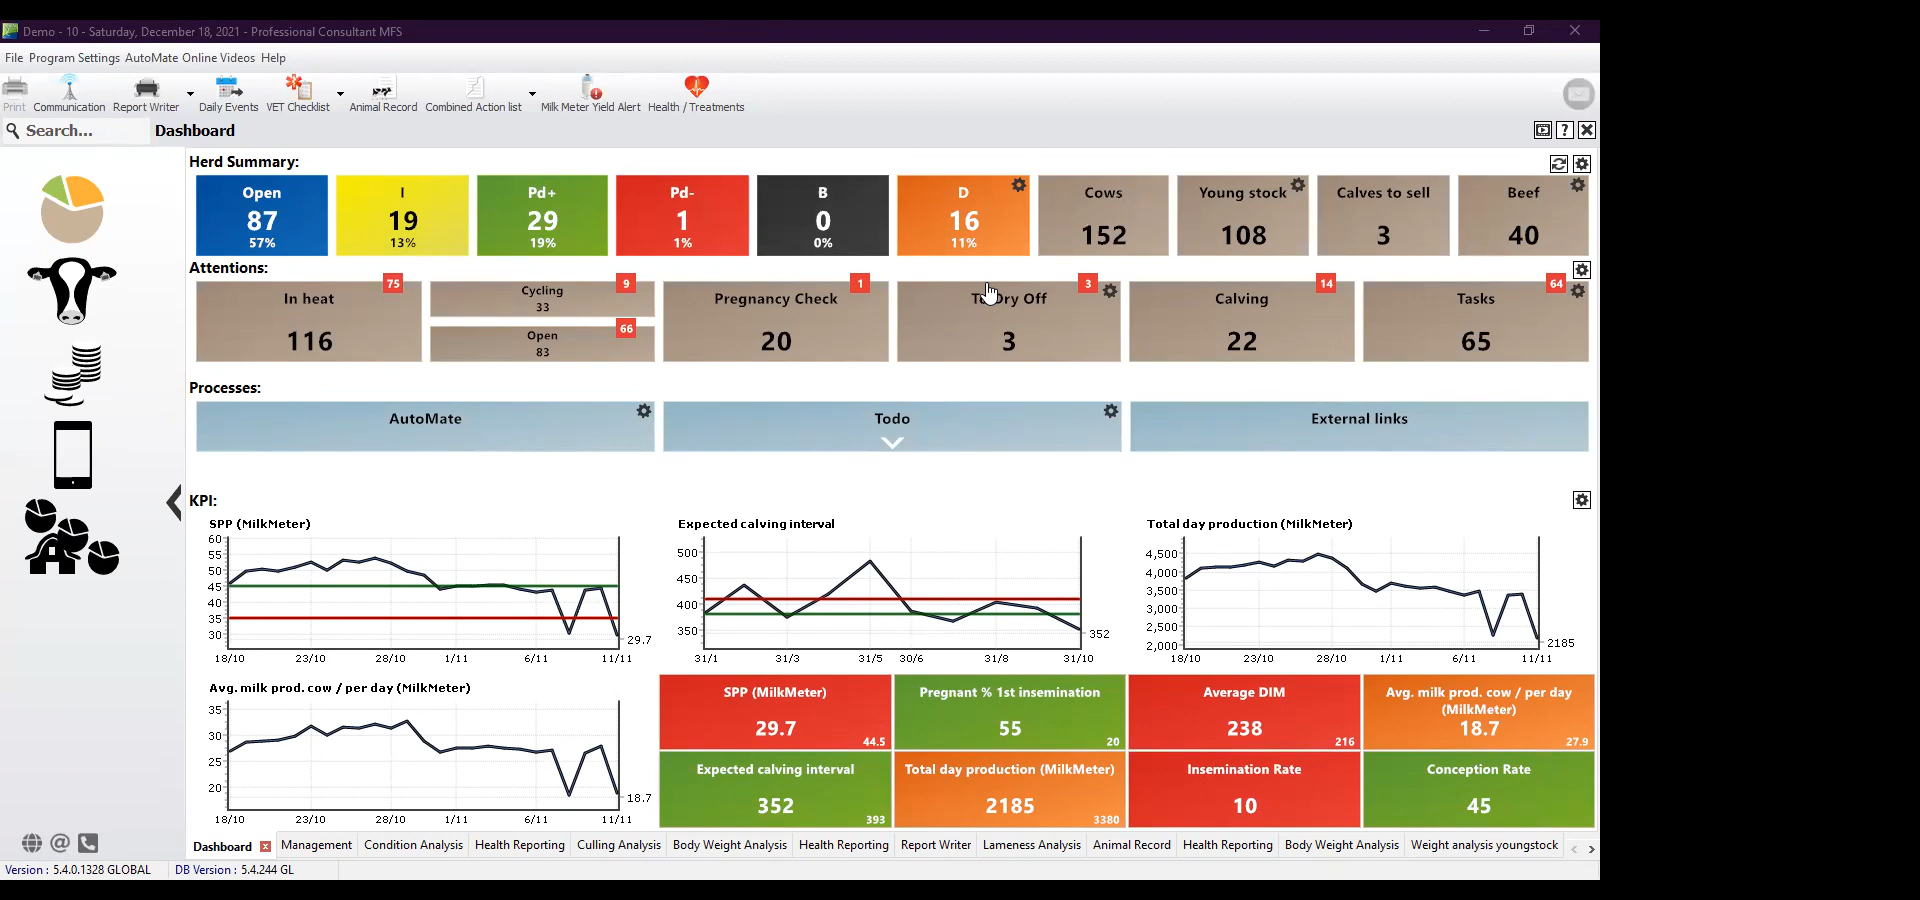 Demo - 10 - Saturday, December 18, 2021 - Professional Consultant MFS
File Program Settings AutoMate Online Videos Help
Print Communication Report Writer Daily Events VET Checklist Animal Record Combined Action list Milk Meter Yield Alert Health / Treatments
Search... Dashboard
Herd Summary:
Open I Pd+ Pd- B D Cows Young stock Calves to sell Beef
87 19 29 1 0 16 152 108 3 40
57% 13% 19% 1% 0% 11%
Attentions:
75 9 1 3 14 64
In heat Cycling Pregnancy Check Calving Tasks
33
66
Open
116 83 20 3 22 65
Processes:
AutoMate Todo External links
KPI:
SPP (MilkMeter) Expected calving interval Total day production (MilkMeter)
60
55
50
45
40
35
30
29.7
18/10 23/10 28/10 1/11 6/11 11/11
500
450
400
350
352
31/1 31/3 31/5 30/6 31/8 31/10
4,500
4,000
3,500
3,000
2,500
2,000
2185
18/10 23/10 28/10 1/11 6/11 11/11
Avg. milk prod. cow / per day (MilkMeter)
35
30
25
20
18.7
18/10 23/10 28/10 1/11 6/11 11/11
SPP (MilkMeter)
29.7
44.5
Pregnant % 1st insemination
55
20
Average DIM
238
216
Avg. milk prod. cow / per day
(MilkMeter)
18.7
27.9
Expected calving interval
352
393
Total day production (MilkMeter)
2185
3380
Insemination Rate
10
Conception Rate
45
Dashboard x Management Condition Analysis Health Reporting Culling Analysis Body Weight Analysis Health Reporting Report Writer Lameness Analysis Animal Record Health Reporting Body Weight Analysis Weight analysis youngstock
Version : 5.4.0.1328 GLOBAL DB Version : 5.4.244 GL